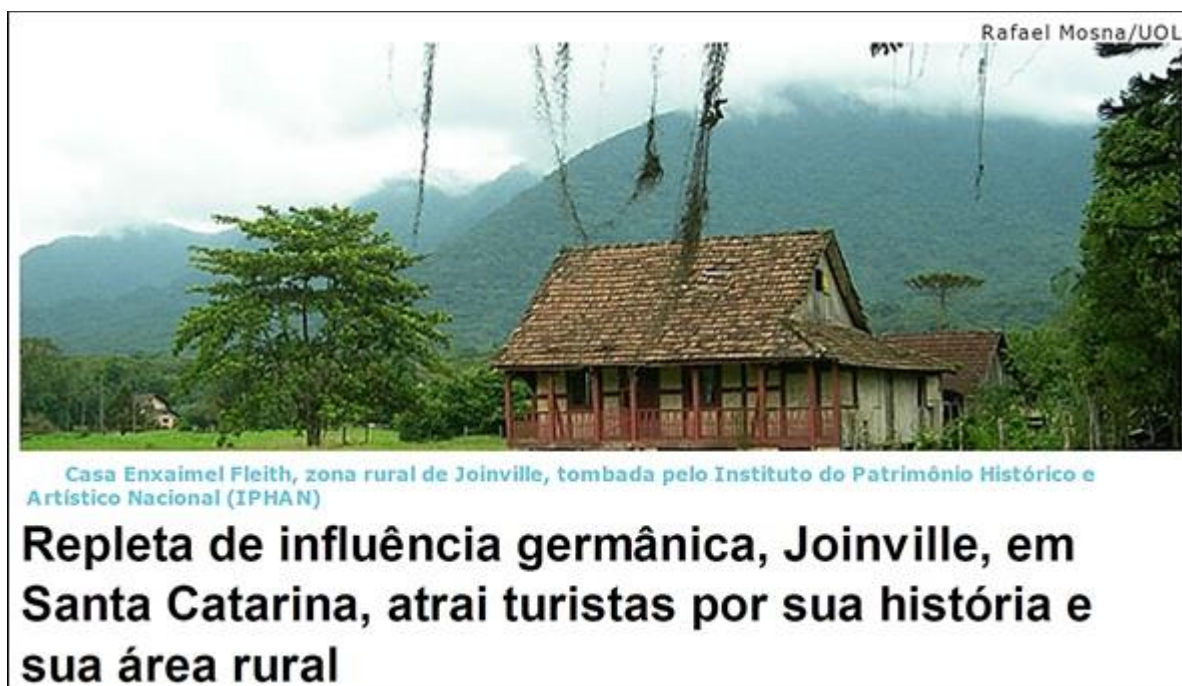 Rafael Mosna/UOL
Casa Enxaimel Fleith, zona rural de Joinville, tombada pelo Instituto do Patrimônio Histórico e
Artístico Nacional (IPHAN)
Repleta de influência germânica, Joinville, em
Santa Catarina, atrai turistas por sua história e
sua área rural